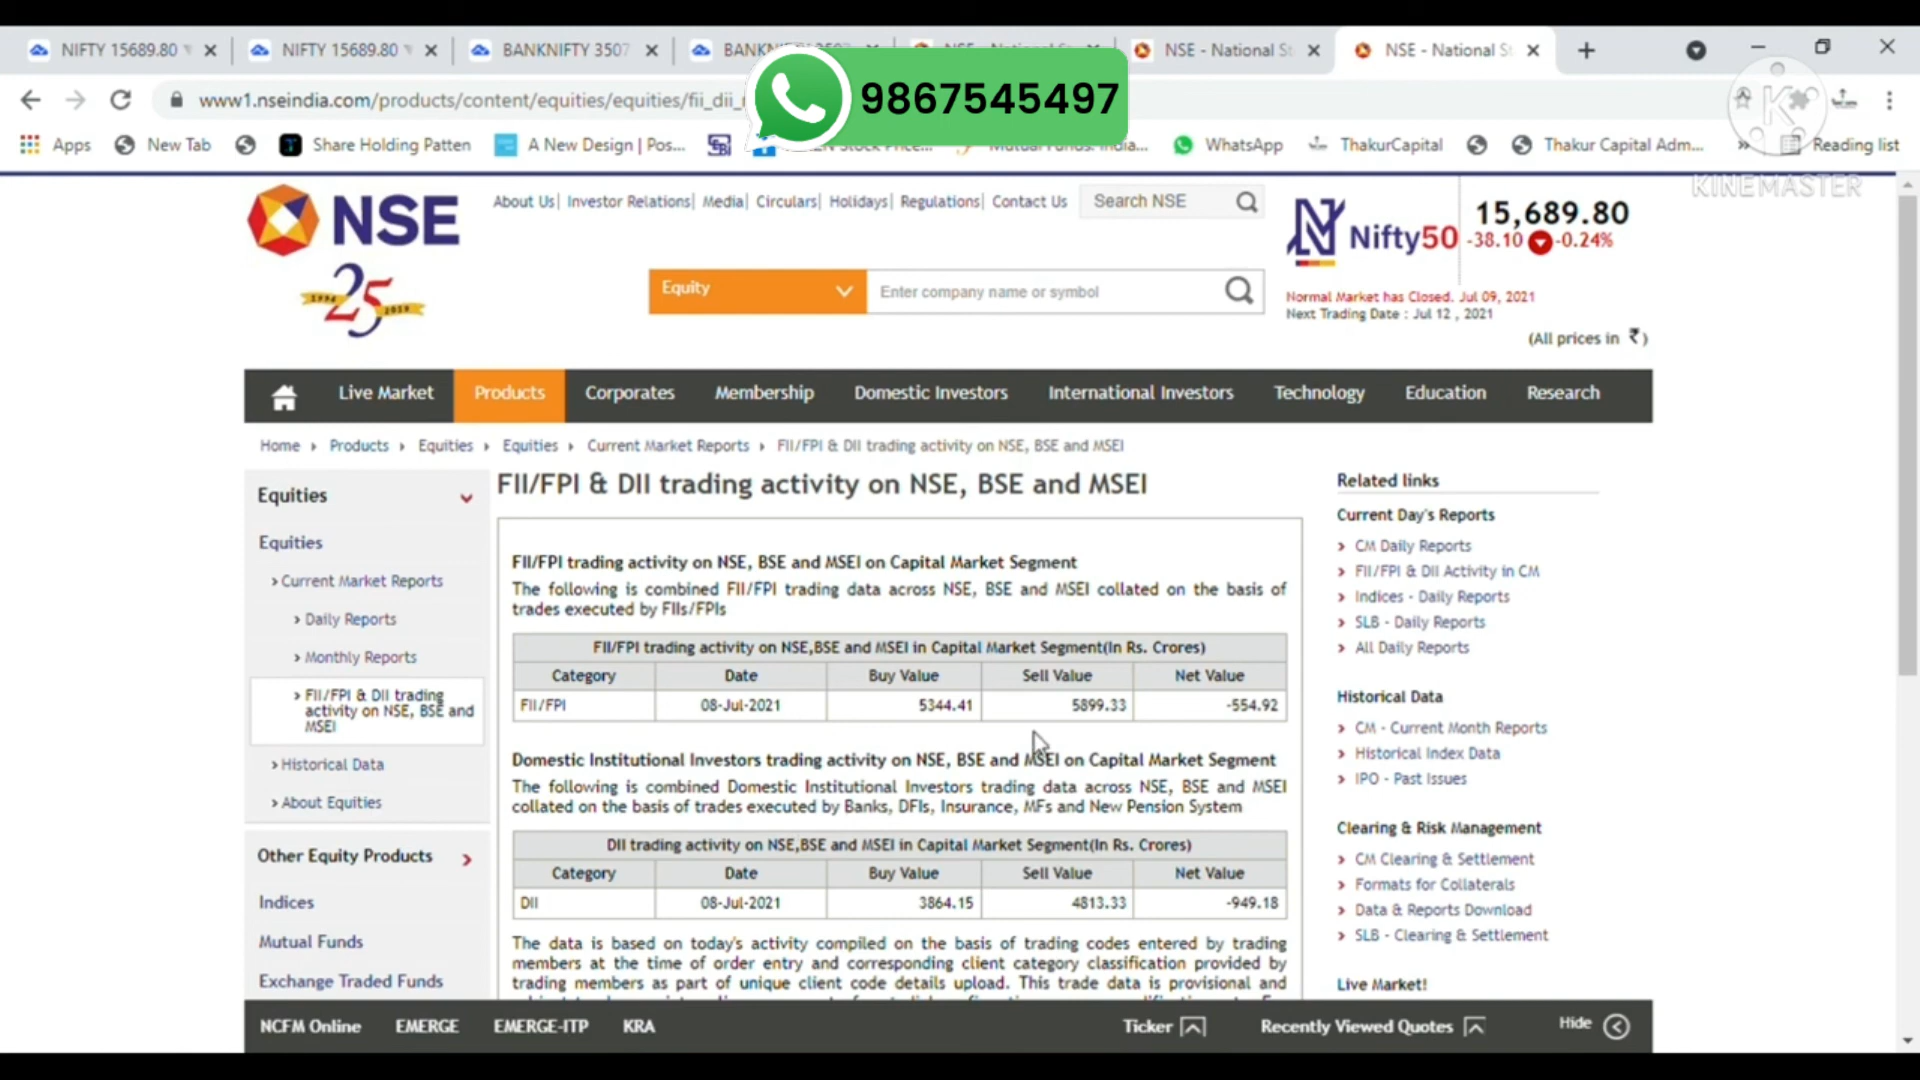 NIFTY 15689.80
NIFTY 15689.80
BANKNIFTY 3507
NSE - National
NSE - National S
www1.nseindia.com/products/content/equities/equities/fii_dii_
9867545497
Apps
New Tab
Share Holding Patten
A New Design | Pos...
WhatsApp
ThakurCapital
Thakur Capital Adm...
»
Reading list
KINEMASTER
NSE
25
1994
2019
About Us| Investor Relations| Media| Circulars| Holidays| Regulations| Contact Us
Search NSE
Nifty50
15,689.80
-38.10 -0.24%
Normal Market has Closed. Jul 09, 2021
Next Trading Date : Jul 12 , 2021
(All prices in ₹)
Equity
Enter company name or symbol
Live Market Products Corporates Membership Domestic Investors International Investors Technology Education Research
Home Products Equities Equities Current Market Reports FII/FPI & DII trading activity on NSE, BSE and MSEI
Equities
Equities
Current Market Reports
Daily Reports
Monthly Reports
FII/FPI & DII trading
activity on NSE, BSE and
MSEI
Historical Data
About Equities
Other Equity Products
Indices
Mutual Funds
Exchange Traded Funds
FII/FPI & DII trading activity on NSE, BSE and MSEI
FII/FPI trading activity on NSE, BSE and MSEI on Capital Market Segment
The following is combined FII/FPI trading data across NSE, BSE and MSEI collated on the basis of
trades executed by FIIs/FPIs
FII/FPI trading activity on NSE,BSE and MSEI in Capital Market Segment(In Rs. Crores)
Category Date Buy Value Sell Value Net Value
FII/FPI 08-Jul-2021 5344.41 5899.33 -554.92
Domestic Institutional Investors trading activity on NSE, BSE and MSEI on Capital Market Segment
The following is combined Domestic Institutional Investors trading data across NSE, BSE and MSEI
collated on the basis of trades executed by Banks, DFIs, Insurance, MFs and New Pension System
DII trading activity on NSE,BSE and MSEI in Capital Market Segment(In Rs. Crores)
Category Date Buy Value Sell Value Net Value
DII 08-Jul-2021 3864.15 4813.33 -949.18
The data is based on today's activity compiled on the basis of trading codes entered by trading
members at the time of order entry and corresponding client category classification provided by
trading members as part of unique client code details upload. This trade data is provisional and
Related links
Current Day's Reports
CM Daily Reports
FII/FPI & DII Activity in CM
Indices - Daily Reports
SLB - Daily Reports
All Daily Reports
Historical Data
CM - Current Month Reports
Historical Index Data
IPO - Past Issues
Clearing & Risk Management
CM Clearing & Settlement
Formats for Collaterals
Data & Reports Download
SLB - Clearing & Settlement
Live Market!
NCFM Online EMERGE EMERGE-ITP KRA
Ticker Recently Viewed Quotes Hide